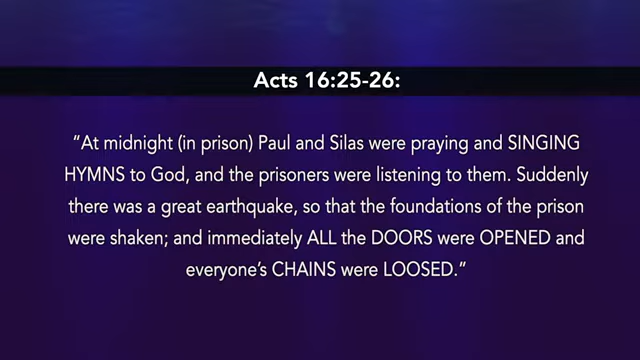 Acts 16:25-26:
“At midnight (in prison) Paul and Silas were praying and SINGING
HYMNS to God, and the prisoners were listening to them. Suddenly
there was a great earthquake, so that the foundations of the prison
were shaken; and immediately ALL the DOORS were OPENED and
everyone’s CHAINS were LOOSED.”